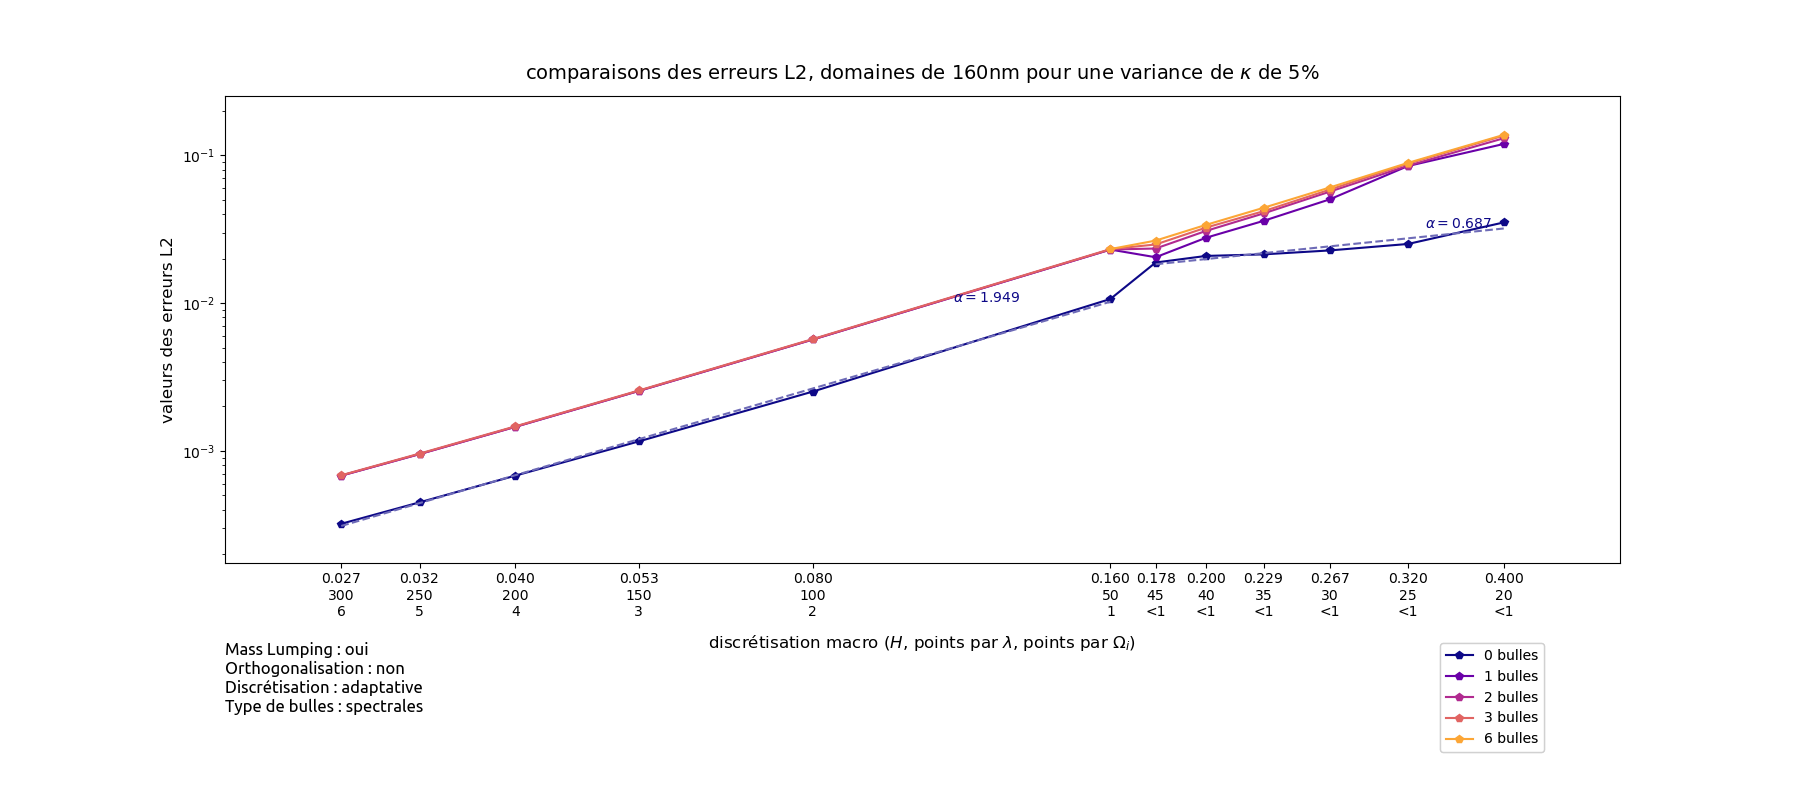 comparaisons des erreurs L2, domaines de 160nm pour une variance de κ de 5%
valeurs des erreurs L2
10⁻¹
10⁻²
10⁻³
α = 0.687
α = 1.949
0.027 0.032 0.040 0.053 0.080 0.160 0.178 0.200 0.229 0.267 0.320 0.400
300 250 200 150 100 50 45 40 35 30 25 20
6 5 4 3 2 1 <1 <1 <1 <1 <1 <1
discrétisation macro (H, points par λ, points par Ωᵢ)
Mass Lumping : oui
Orthogonalisation : non
Discrétisation : adaptative
Type de bulles : spectrales
0 bulles
1 bulles
2 bulles
3 bulles
6 bulles